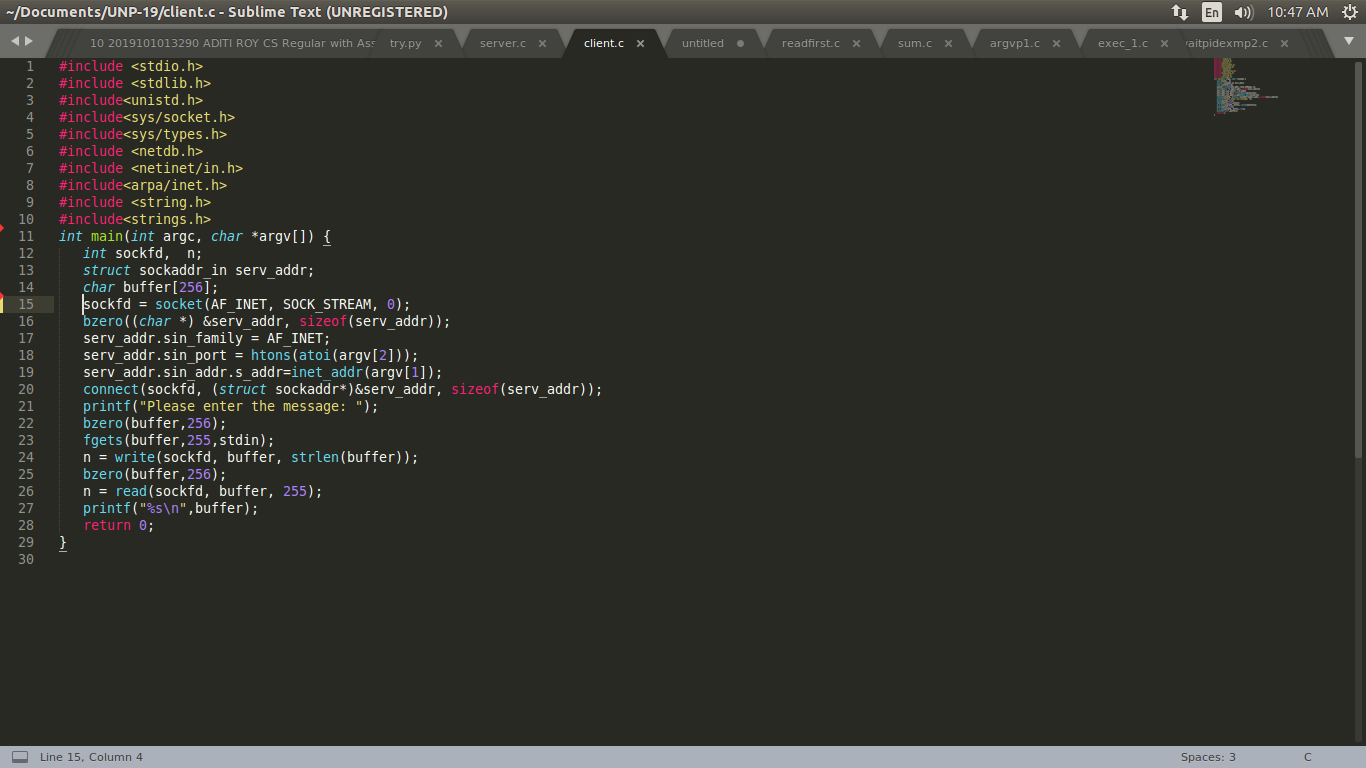 ~/Documents/UNP-19/client.c - Sublime Text (UNREGISTERED)
En
10:47 AM
10 2019101013290 ADITI ROY CS Regular with Ass
try.py
server.c
client.c
untitled
readfirst.c
sum.c
argvp1.c
exec_1.c
aitpidexmp2.c
1 #include <stdio.h>
2 #include <stdlib.h>
3 #include<unistd.h>
4 #include<sys/socket.h>
5 #include<sys/types.h>
6 #include <netdb.h>
7 #include <netinet/in.h>
8 #include<arpa/inet.h>
9 #include <string.h>
10 #include<strings.h>
11 int main(int argc, char *argv[]) {
12 int sockfd,  n;
13 struct sockaddr_in serv_addr;
14 char buffer[256];
15 sockfd = socket(AF_INET, SOCK_STREAM, 0);
16 bzero((char *) &serv_addr, sizeof(serv_addr));
17 serv_addr.sin_family = AF_INET;
18 serv_addr.sin_port = htons(atoi(argv[2]));
19 serv_addr.sin_addr.s_addr=inet_addr(argv[1]);
20 connect(sockfd, (struct sockaddr*)&serv_addr, sizeof(serv_addr));
21 printf("Please enter the message: ");
22 bzero(buffer,256);
23 fgets(buffer,255,stdin);
24 n = write(sockfd, buffer, strlen(buffer));
25 bzero(buffer,256);
26 n = read(sockfd, buffer, 255);
27 printf("%s\n",buffer);
28 return 0;
29 }
30
Line 15, Column 4
Spaces: 3
C